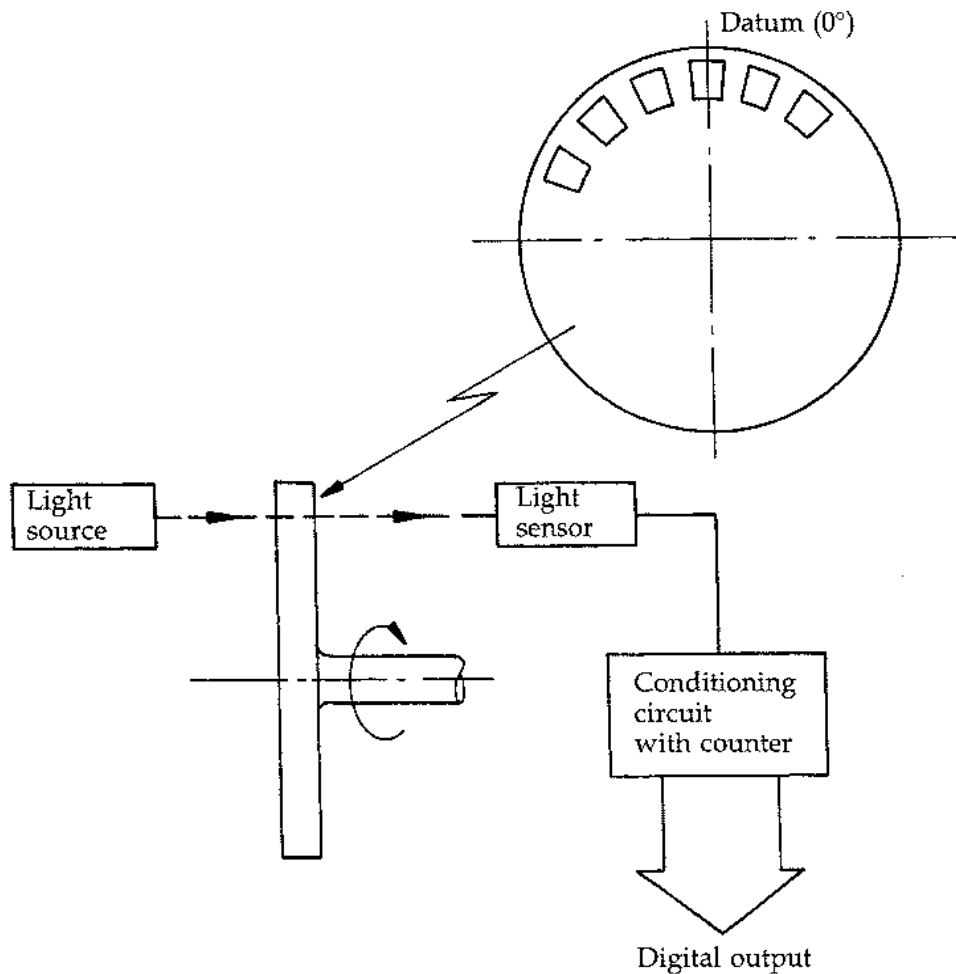 Datum (0°)
Light
source
Light
sensor
Conditioning
circuit
with counter
Digital output